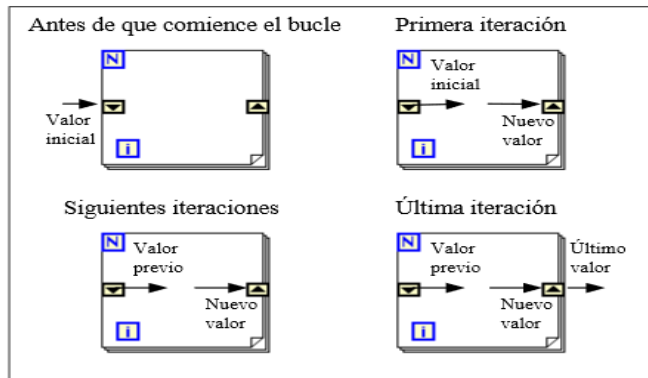 Antes de que comience el bucle
N
Valor
inicial
i
Primera iteración
N
Valor
inicial
Nuevo
valor
i
Siguientes iteraciones
N
Valor
previo
Nuevo
valor
i
Última iteración
N
Valor
previo
Último
valor
Nuevo
valor
i